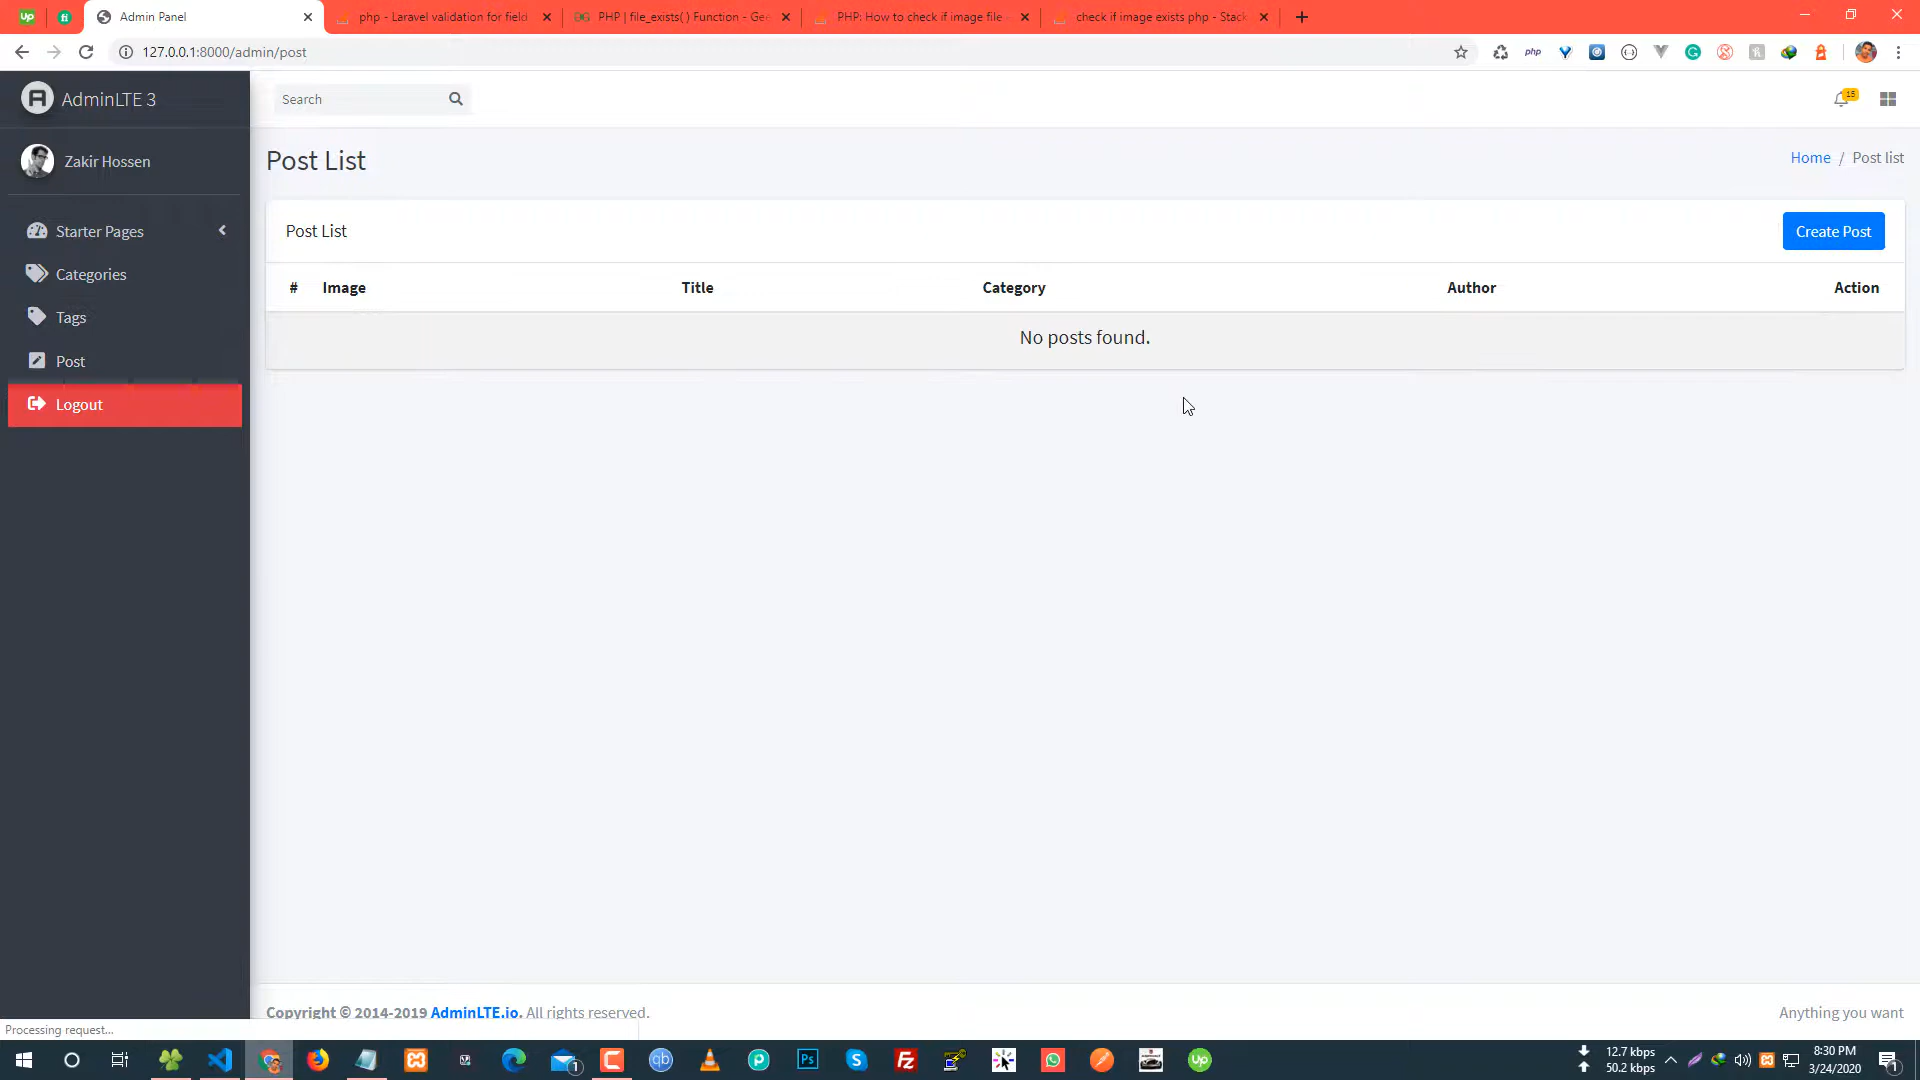 Admin Panel
php - Laravel validation for field
PHP | file_exists( ) Function - Gee
PHP: How to check if image file
check if image exists php - Stack
127.0.0.1:8000/admin/post
AdminLTE 3
Search
15
Zakir Hossen
Post List
Home / Post list
Starter Pages
Categories
Tags
Post
Logout
Post List
Create Post
# Image Title Category Author Action
No posts found.
Copyright © 2014-2019 AdminLTE.io. All rights reserved.
Anything you want
Processing request...
12.7 kbps
50.2 kbps
8:30 PM
3/24/2020